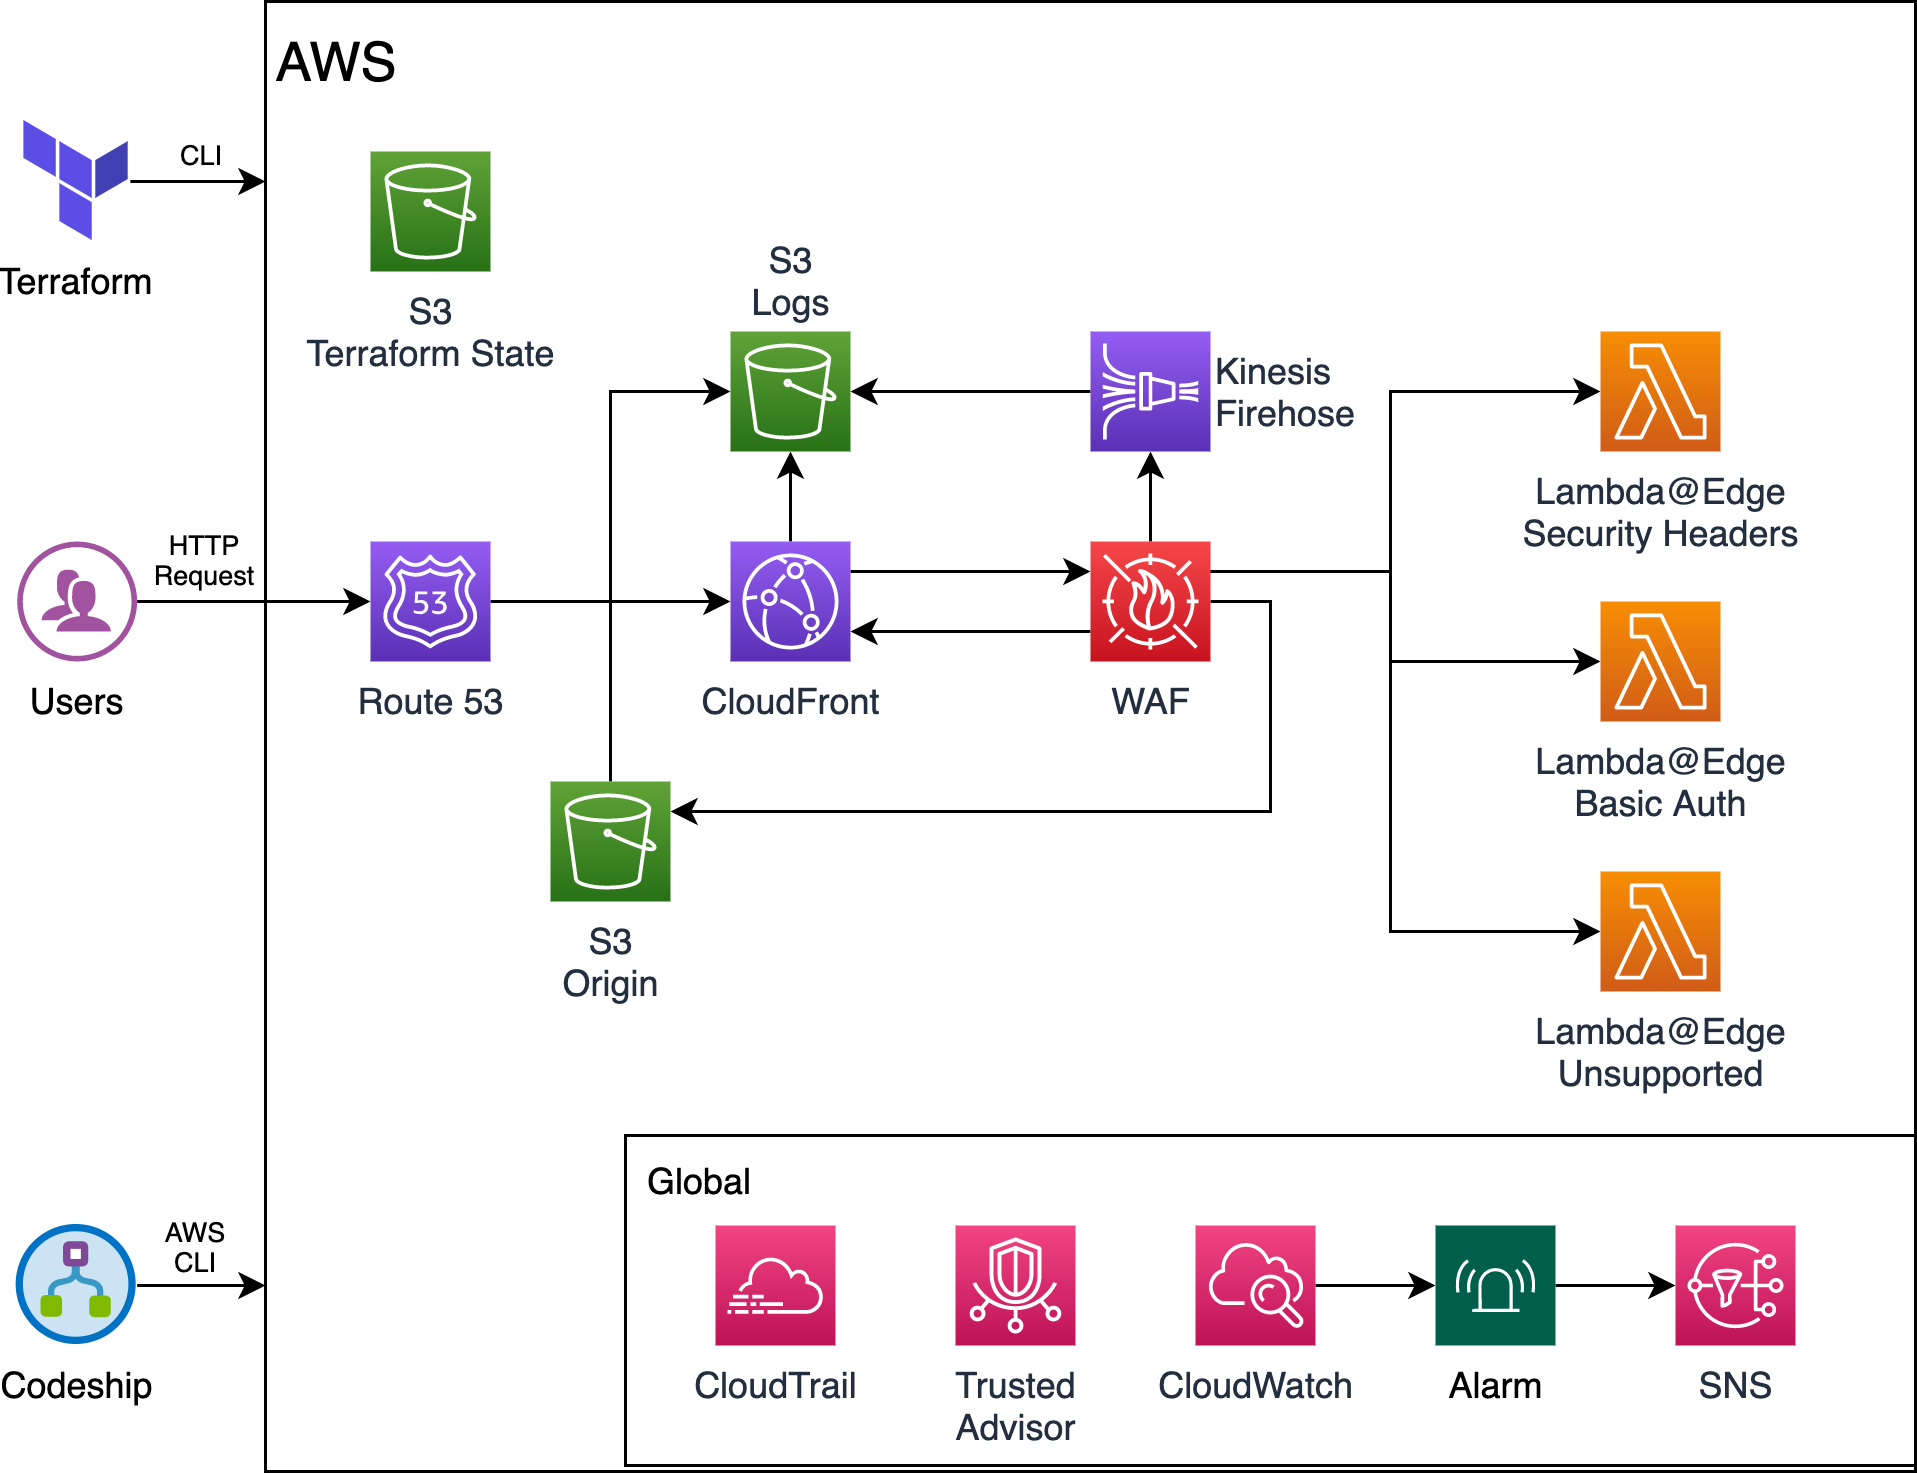 AWS
CLI
Terraform
S3
Terraform State
S3
Logs
Kinesis
Firehose
Lambda@Edge
Security Headers
HTTP
Request
Users
53
Route 53
CloudFront
WAF
Lambda@Edge
Basic Auth
S3
Origin
Lambda@Edge
Unsupported
Global
AWS
CLI
Codeship
CloudTrail
Trusted
Advisor
CloudWatch
Alarm
SNS